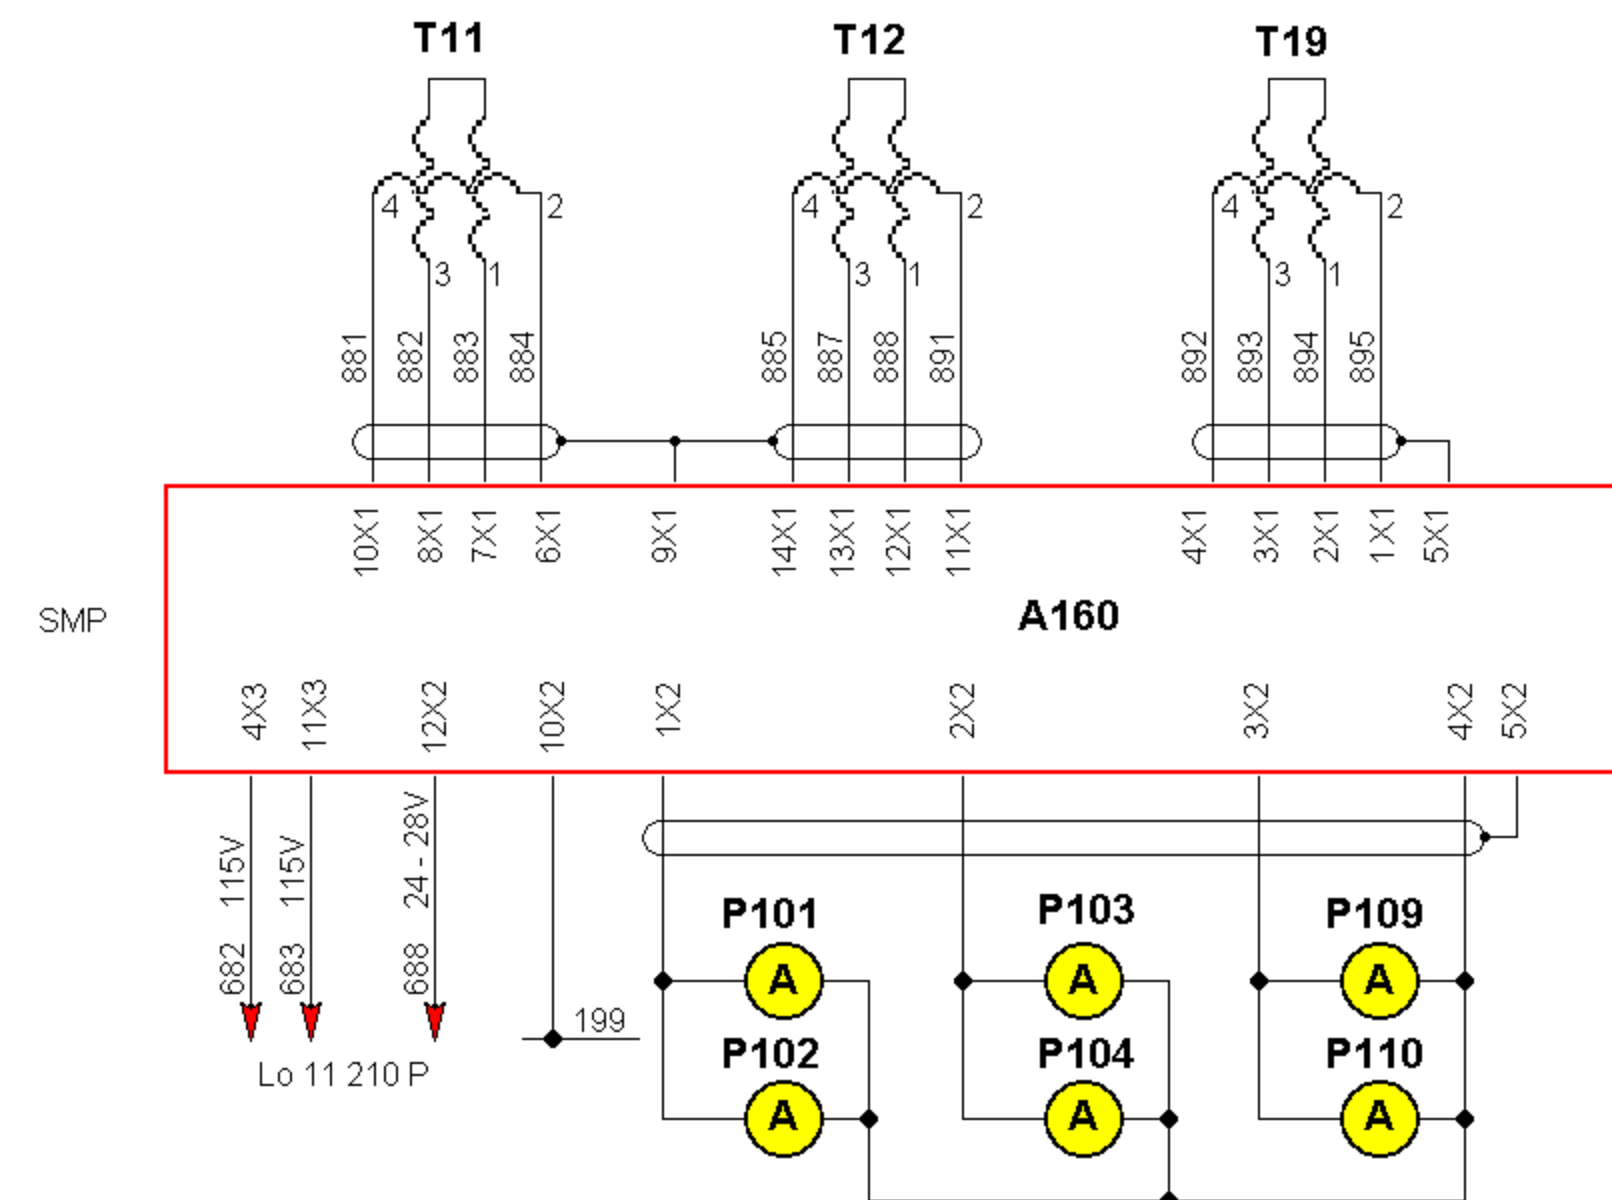 T11 T12 T19
4 2 4 2 4 2
3 1 3 1 3 1
881 882 883 884 885 887 888 891 892 893 894 895
10X1 8X1 7X1 6X1 9X1 14X1 13X1 12X1 11X1 4X1 3X1 2X1 1X1 5X1
SMP A160
4X3 11X3 12X2 10X2 1X2 2X2 3X2 4X2 5X2
682 115V 683 115V 688 24 - 28V
P101 P103 P109
A A A
199
Lo 11 210 P
P102 P104 P110
A A A